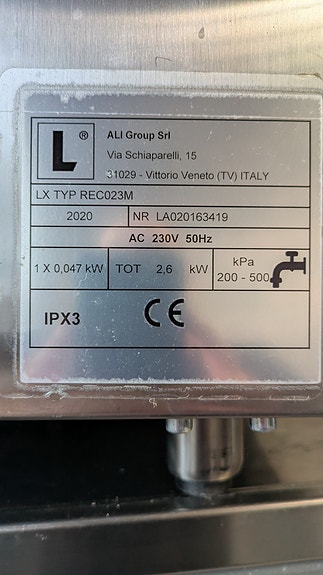 L ® ALI Group Srl
Via Schiaparelli, 15
31029 - Vittorio Veneto (TV) ITALY
LX TYP REC023M
2020 NR LA020163419
AC 230V 50Hz
1 X 0,047 kW TOT 2,6 kW kPa
200 - 500
IPX3 CE